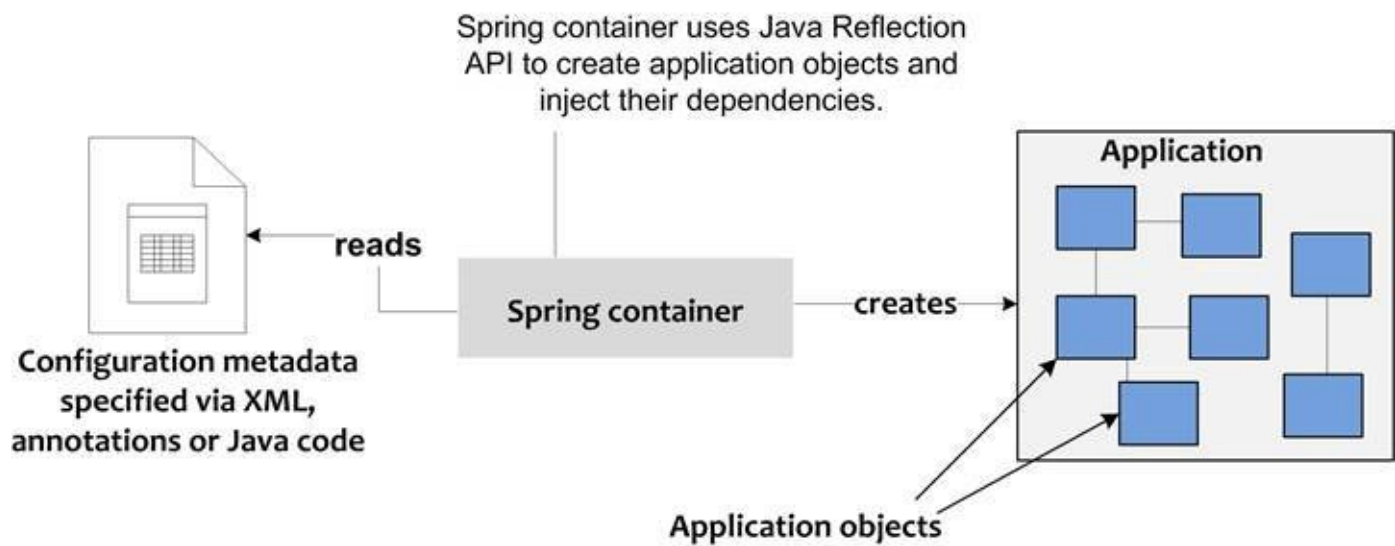 Spring container uses Java Reflection
API to create application objects and
inject their dependencies.
Application
reads
Spring container
creates
Configuration metadata
specified via XML,
annotations or Java code
Application objects